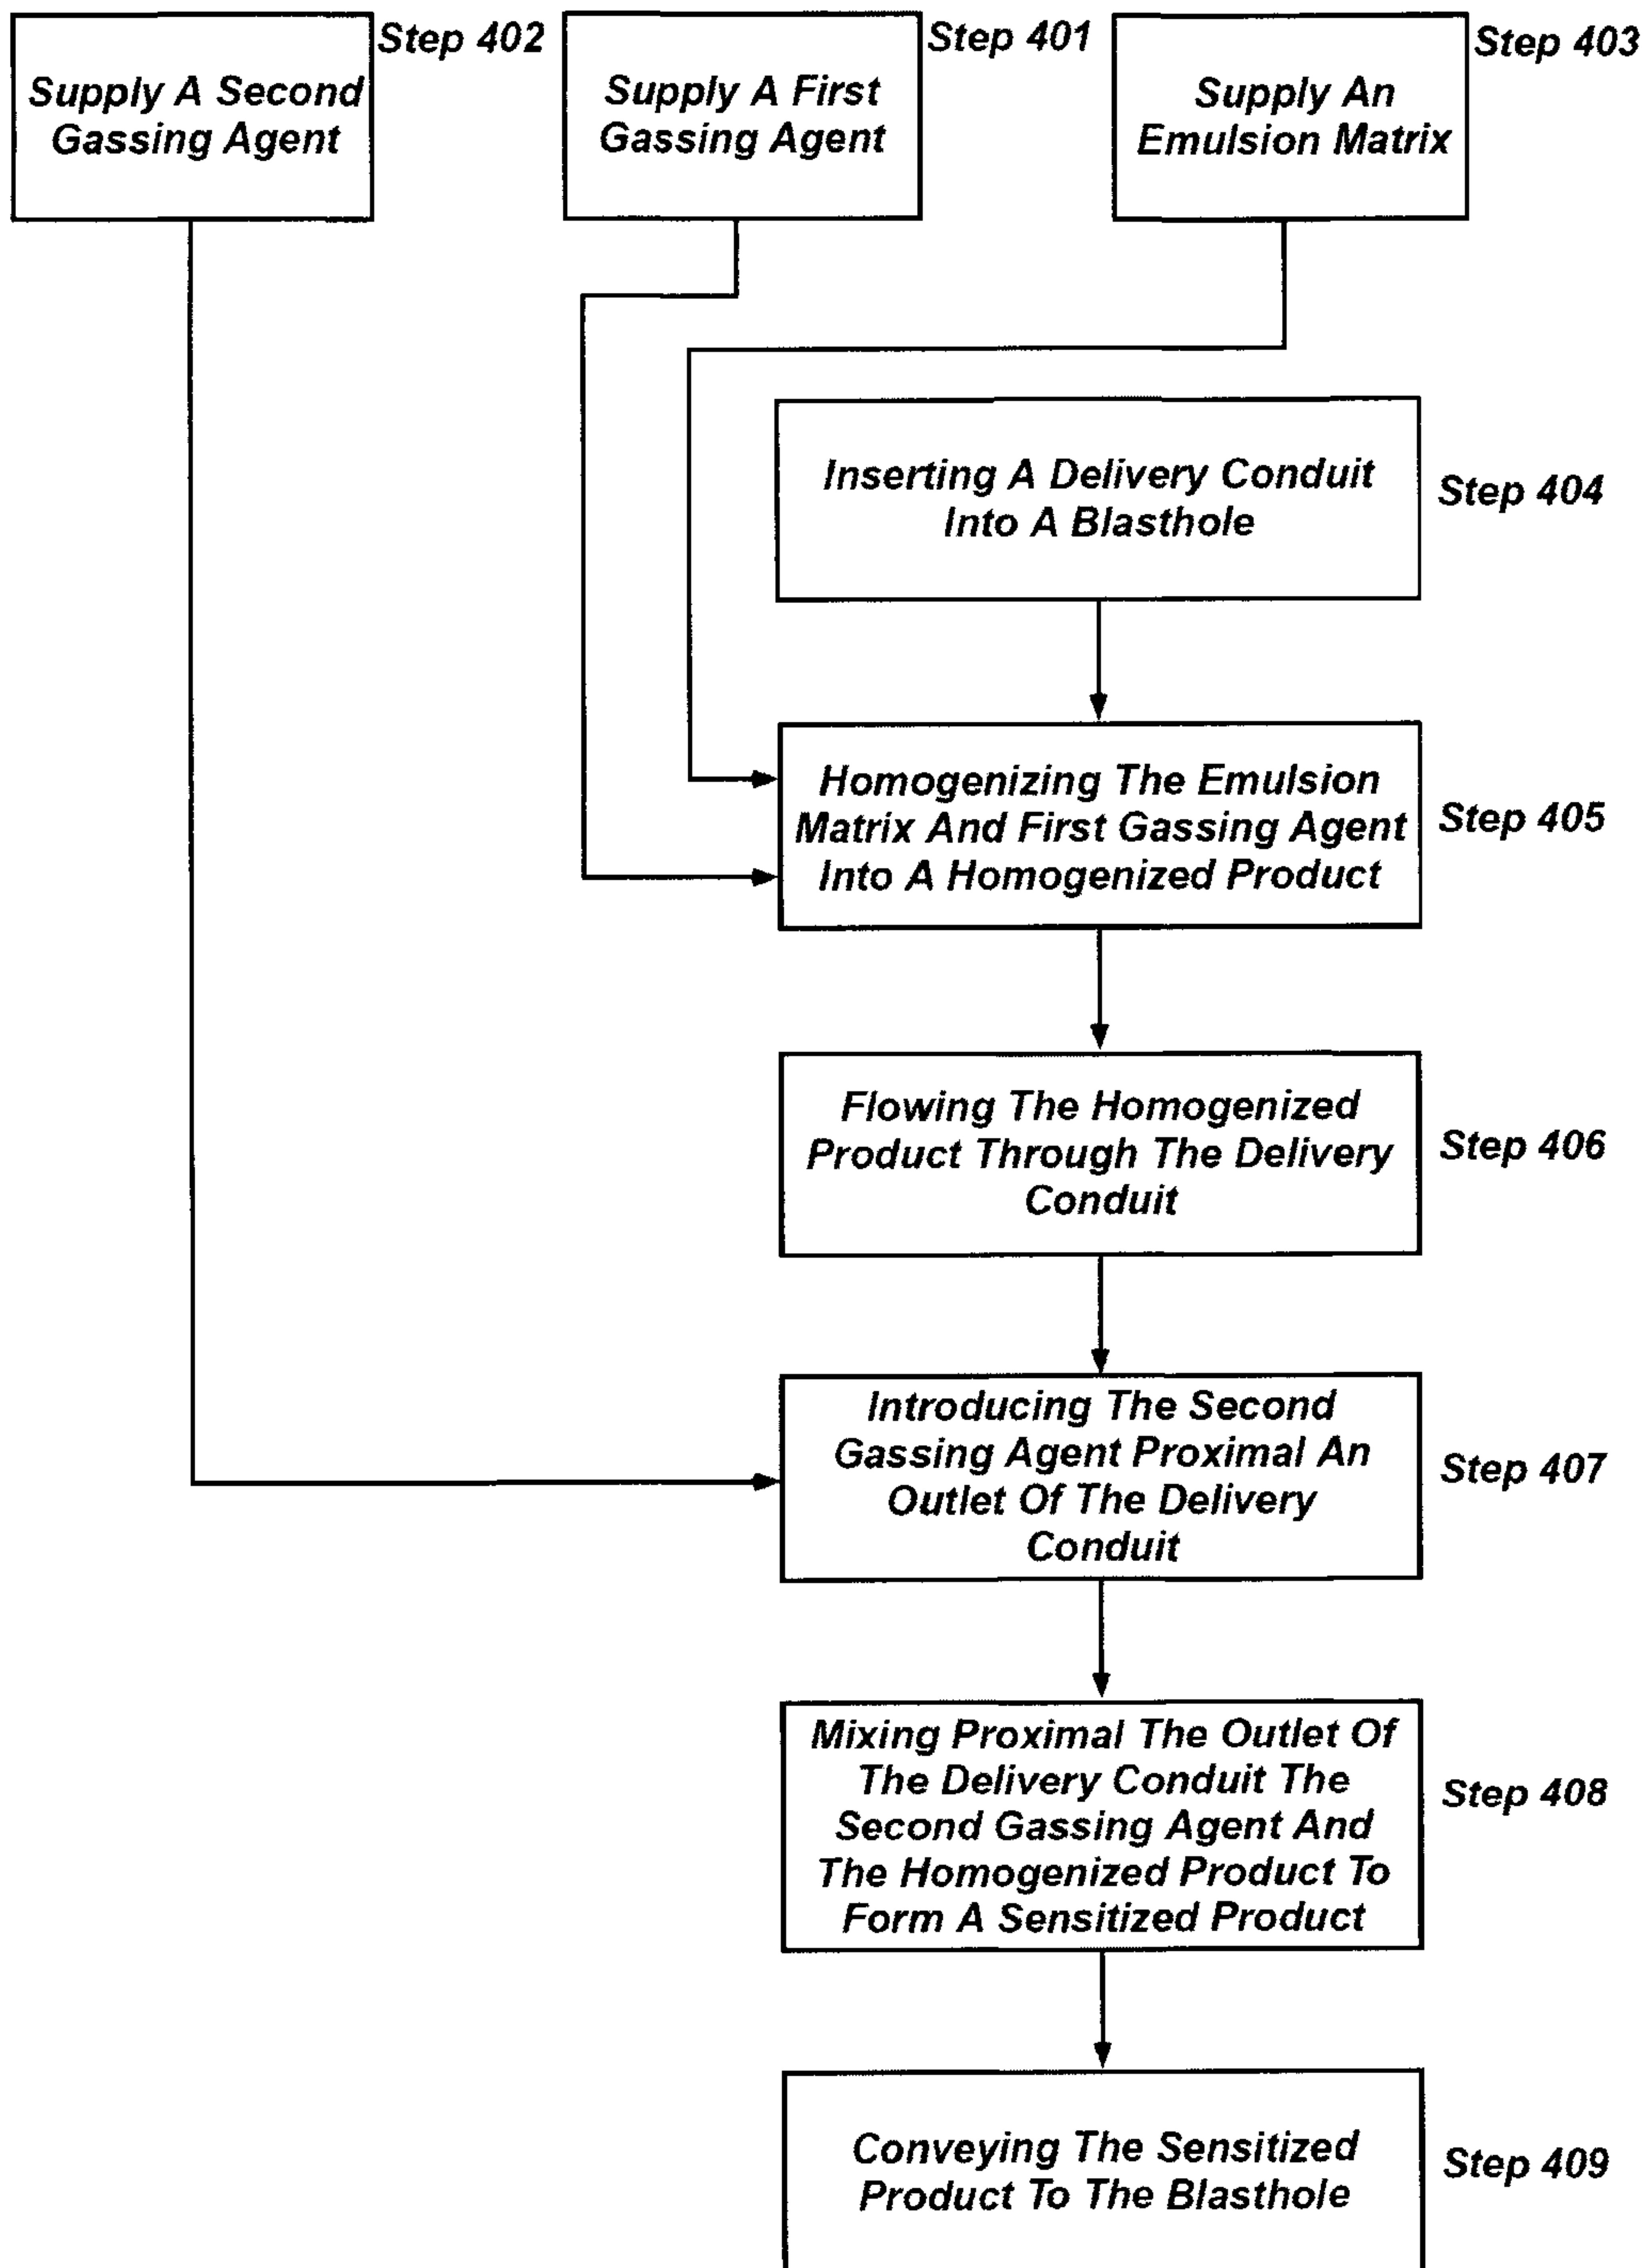 Step 402
Supply A Second
Gassing Agent
Step 401
Supply A First
Gassing Agent
Step 403
Supply An
Emulsion Matrix
Inserting A Delivery Conduit
Into A Blasthole
Step 404
Homogenizing The Emulsion
Matrix And First Gassing Agent
Into A Homogenized Product
Step 405
Flowing The Homogenized
Product Through The Delivery
Conduit
Step 406
Introducing The Second
Gassing Agent Proximal An
Outlet Of The Delivery
Conduit
Step 407
Mixing Proximal The Outlet Of
The Delivery Conduit The
Second Gassing Agent And
The Homogenized Product To
Form A Sensitized Product
Step 408
Conveying The Sensitized
Product To The Blasthole
Step 409